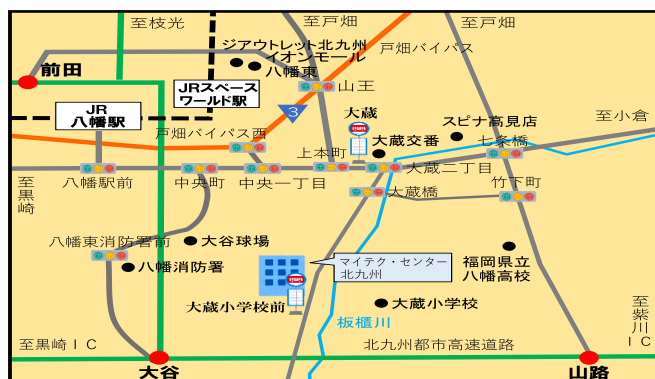 至枝光
至戸畑
至戸畑
ジアウトレット北九州
イオンモール
八幡東
戸畑バイパス
前田
JRスペース
ワールド駅
山王
3
JR
八幡駅
大蔵
スピナ高見店
至小倉
戸畑バイパス西
大蔵交番
七条橋
上本町
大蔵二丁目
至黒崎
八幡駅前
中央町
中央一丁目
大蔵橋
竹下町
八幡東消防署前
大谷球場
八幡消防署
マイテク・センター
北九州
福岡県立
八幡高校
大蔵小学校前
大蔵小学校
板櫃川
至紫川IC
至黒崎IC
北九州都市高速道路
大谷
山路